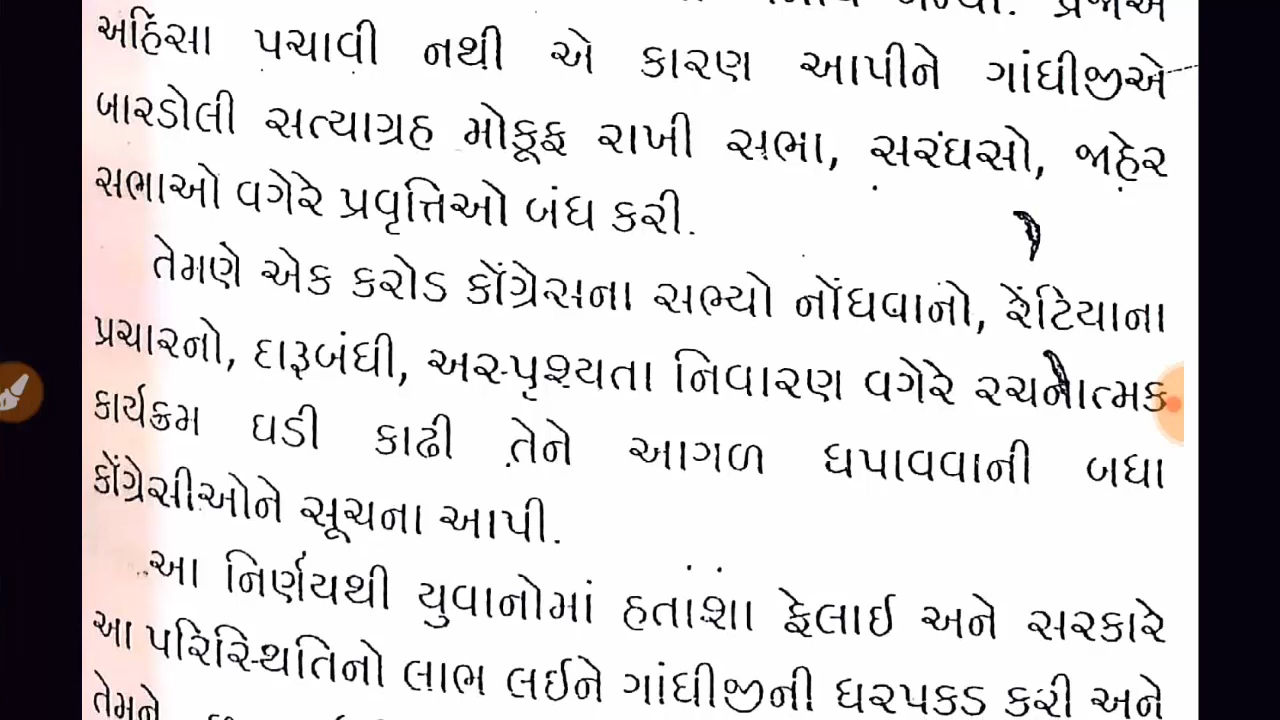 પ્રજાએ
અહિંસા પચાવી નથી એ કારણ આપીને ગાંધીજીએ
બારડોલી સત્યાગ્રહ મોકૂફ રાખી સભા, સરઘસો, જાહેર
સભાઓ વગેરે પ્રવૃત્તિઓ બંધ કરી.
તેમણે એક કરોડ કોંગ્રેસના સભ્યો નોંધવાનો, રેંટિયાના
પ્રચારનો, દારૂબંધી, અસ્પૃશ્યતા નિવારણ વગેરે રચનાત્મક
કાર્યક્રમ ઘડી કાઢી તેને આગળ ધપાવવાની બધા
કોંગ્રેસીઓને સૂચના આપી.
આ નિર્ણયથી યુવાનોમાં હતાશા ફેલાઈ અને સરકારે
આ પરિસ્થિતિનો લાભ લઈને ગાંધીજીની ધરપકડ કરી અને
તેમને